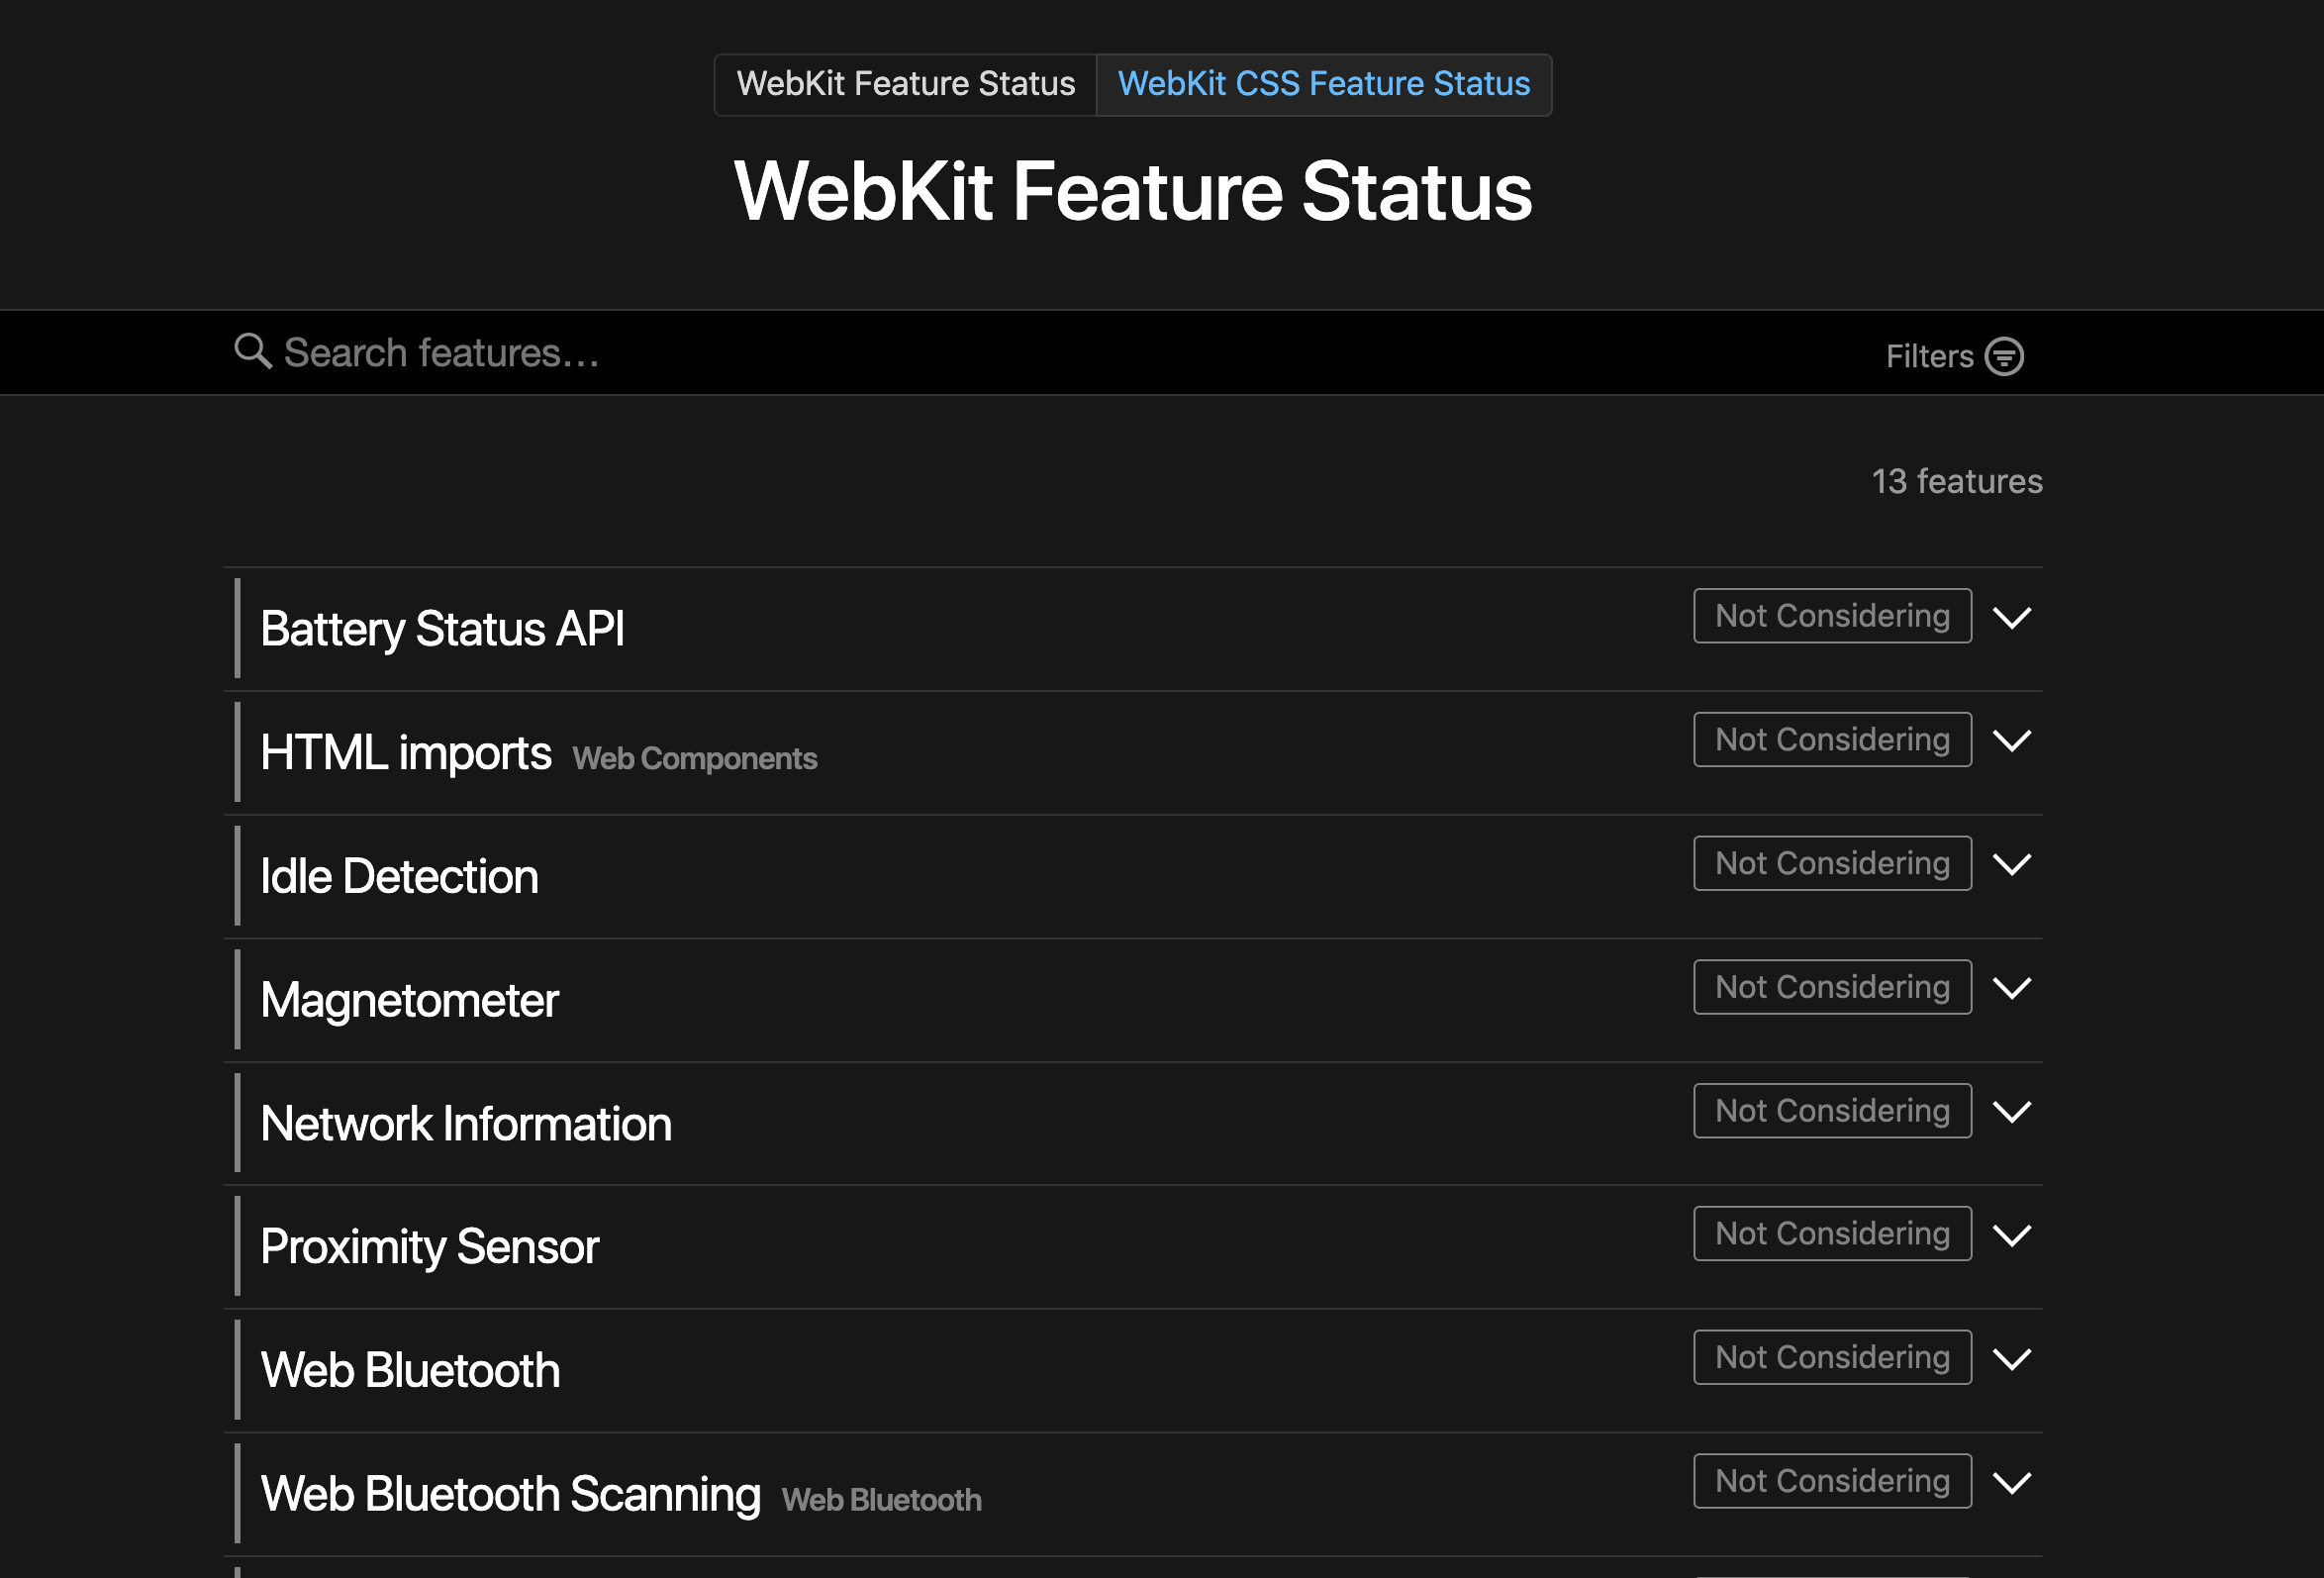 WebKit Feature Status
WebKit CSS Feature Status
WebKit Feature Status
Search features...
Filters
13 features
Battery Status API
Not Considering
HTML imports Web Components
Not Considering
Idle Detection
Not Considering
Magnetometer
Not Considering
Network Information
Not Considering
Proximity Sensor
Not Considering
Web Bluetooth
Not Considering
Web Bluetooth Scanning Web Bluetooth
Not Considering